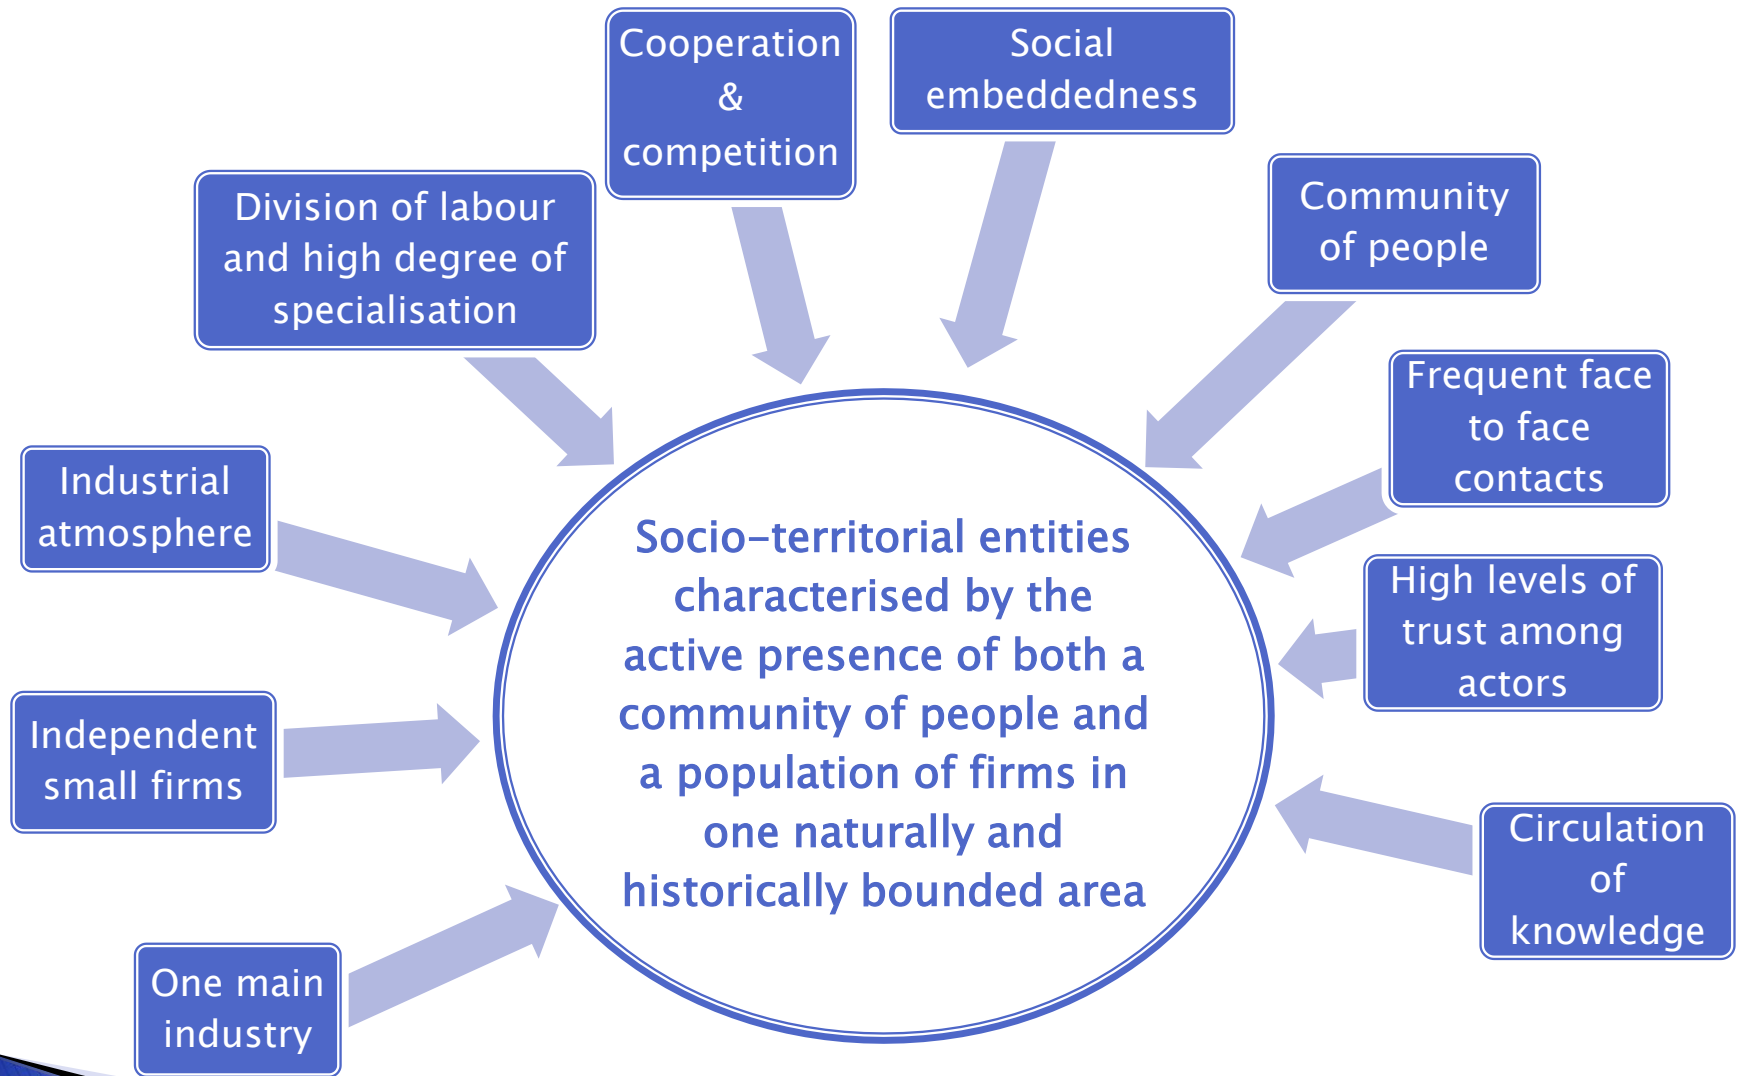 Cooperation
&
competition
Social
embeddedness
Division of labour
and high degree of
specialisation
Community
of people
Frequent face
to face
contacts
Industrial
atmosphere
High levels of
trust among
actors
Independent
small firms
Circulation
of
knowledge
One main
industry
Socio-territorial entities
characterised by the
active presence of both a
community of people and
a population of firms in
one naturally and
historically bounded area